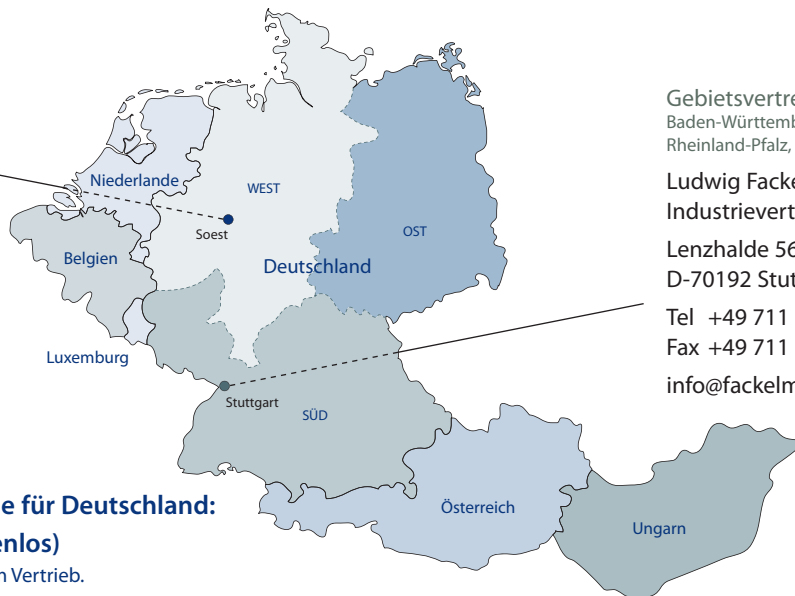 Niederlande
WEST
Soest
OST
Belgien
Deutschland
Luxemburg
Stuttgart
SÜD
Österreich
Ungarn
Gebietsvertre
Baden-Württemb
Rheinland-Pfalz,
Ludwig Facke
Industrievert
Lenzhalde 56
D-70192 Stut
Tel +49 711
Fax +49 711
info@fackelm
e für Deutschland:
enlos)
m Vertrieb.